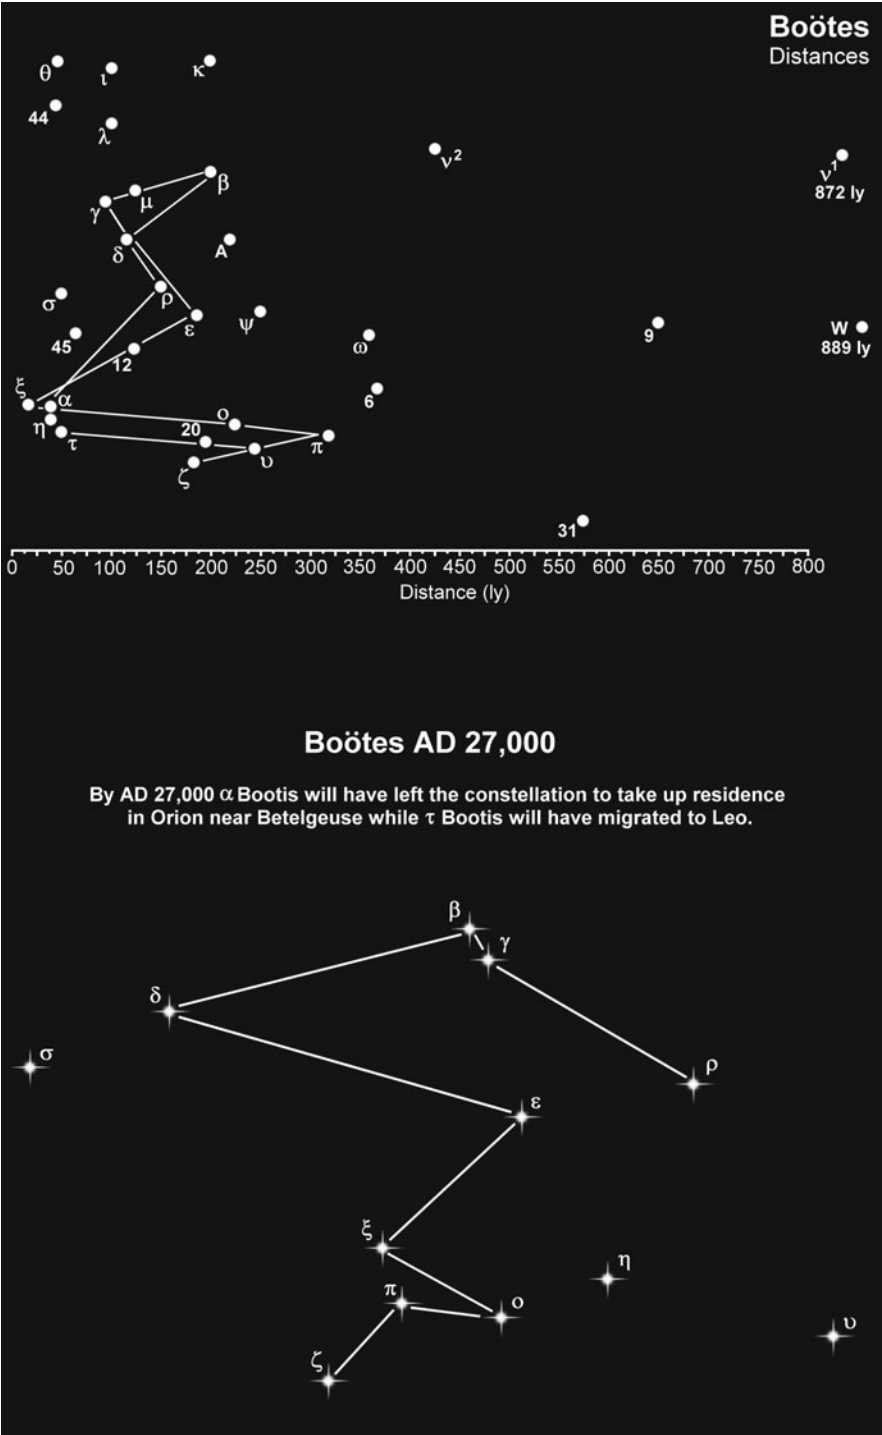 Boötes
Distances
θ
ι
κ
44
λ
ν²
ν¹
872 ly
β
μ
γ
δ
A
σ
ρ
ε
ψ
45
12
ω
9
W
889 ly
ξ
α
6
ο
η
τ
20
υ
π
ζ
31
0 50 100 150 200 250 300 350 400 450 500 550 600 650 700 750 800
Distance (ly)
Boötes AD 27,000
By AD 27,000 α Bootis will have left the constellation to take up residence
in Orion near Betelgeuse while τ Bootis will have migrated to Leo.
β
γ
δ
σ
ρ
ε
ξ
η
π
ο
υ
ζ